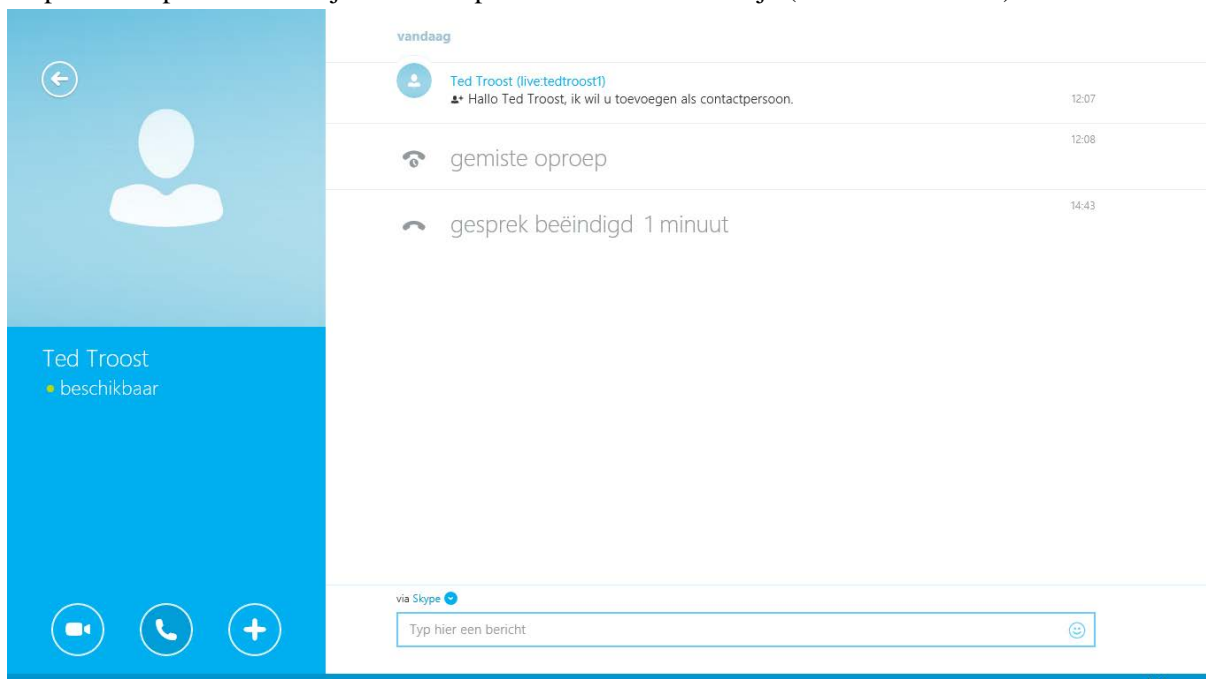 vandaag
Ted Troost (live:tedtroost1)
Hallo Ted Troost, ik wil u toevoegen als contactpersoon. 12:07
12:08
gemiste oproep
14:43
gesprek beëindigd 1 minuut
Ted Troost
beschikbaar
via Skype
Typ hier een bericht